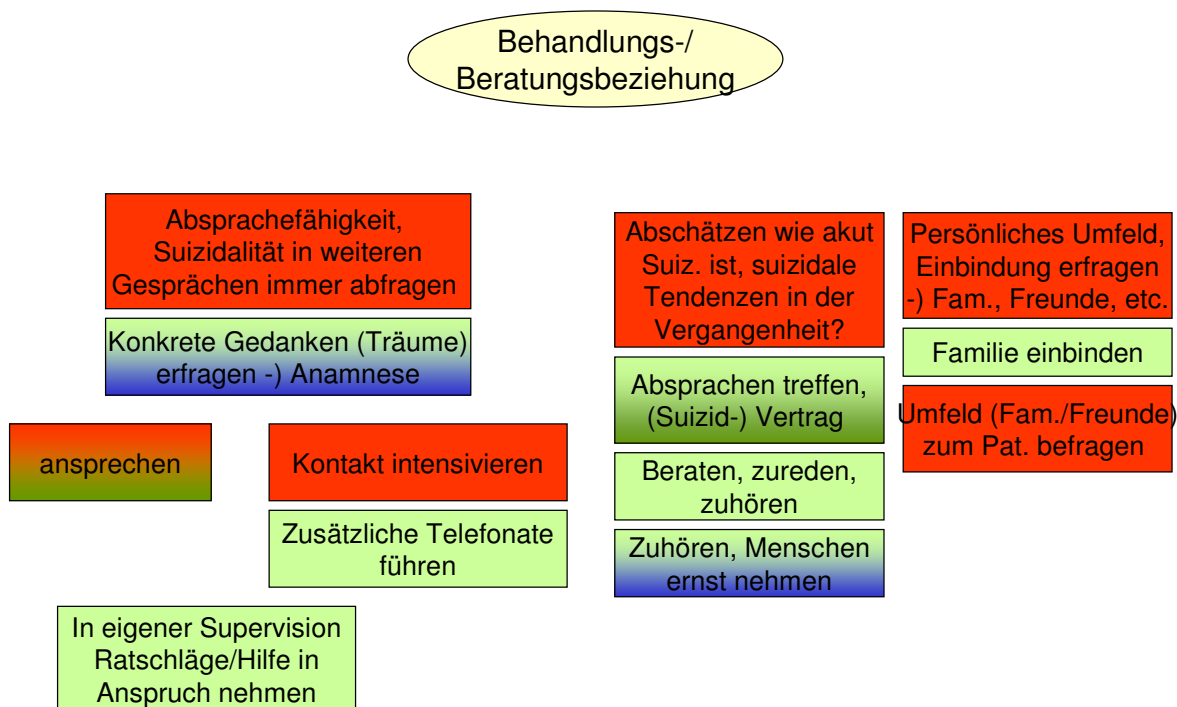 Behandlungs-/
Beratungsbeziehung
Absprachefähigkeit,
Suizidalität in weiteren
Gesprächen immer abfragen
Konkrete Gedanken (Träume)
erfragen -) Anamnese
ansprechen
Kontakt intensivieren
Zusätzliche Telefonate
führen
In eigener Supervision
Ratschläge/Hilfe in
Anspruch nehmen
Abschätzen wie akut
Suiz. ist, suizidale
Tendenzen in der
Vergangenheit?
Absprachen treffen,
(Suizid-) Vertrag
Beraten, zureden,
zuhören
Zuhören, Menschen
ernst nehmen
Persönliches Umfeld,
Einbindung erfragen
-) Fam., Freunde, etc.
Familie einbinden
Umfeld (Fam./Freunde)
zum Pat. befragen